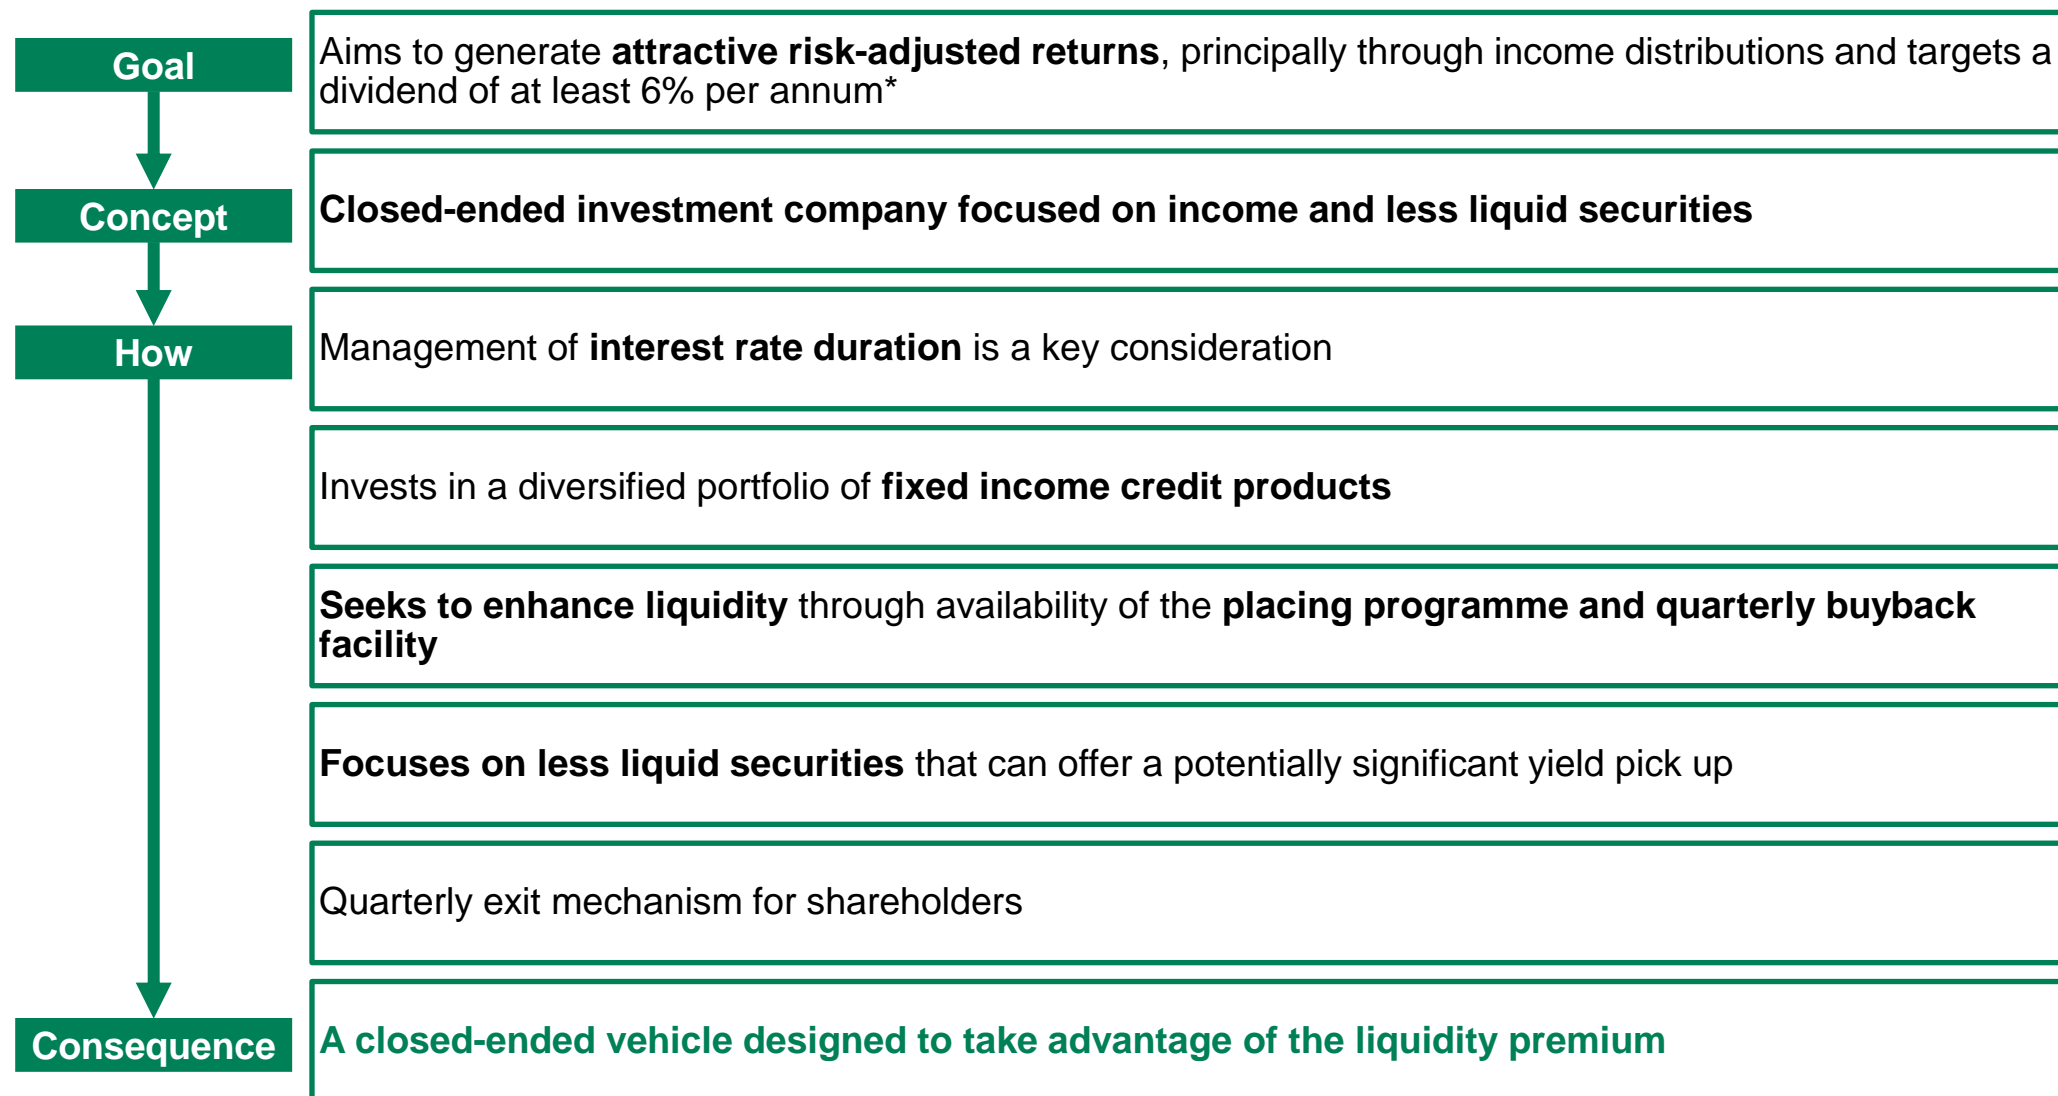 Goal
Aims to generate attractive risk-adjusted returns, principally through income distributions and targets a
dividend of at least 6% per annum*
Concept
Closed-ended investment company focused on income and less liquid securities
How
Management of interest rate duration is a key consideration
Invests in a diversified portfolio of fixed income credit products
Seeks to enhance liquidity through availability of the placing programme and quarterly buyback
facility
Focuses on less liquid securities that can offer a potentially significant yield pick up
Quarterly exit mechanism for shareholders
Consequence
A closed-ended vehicle designed to take advantage of the liquidity premium